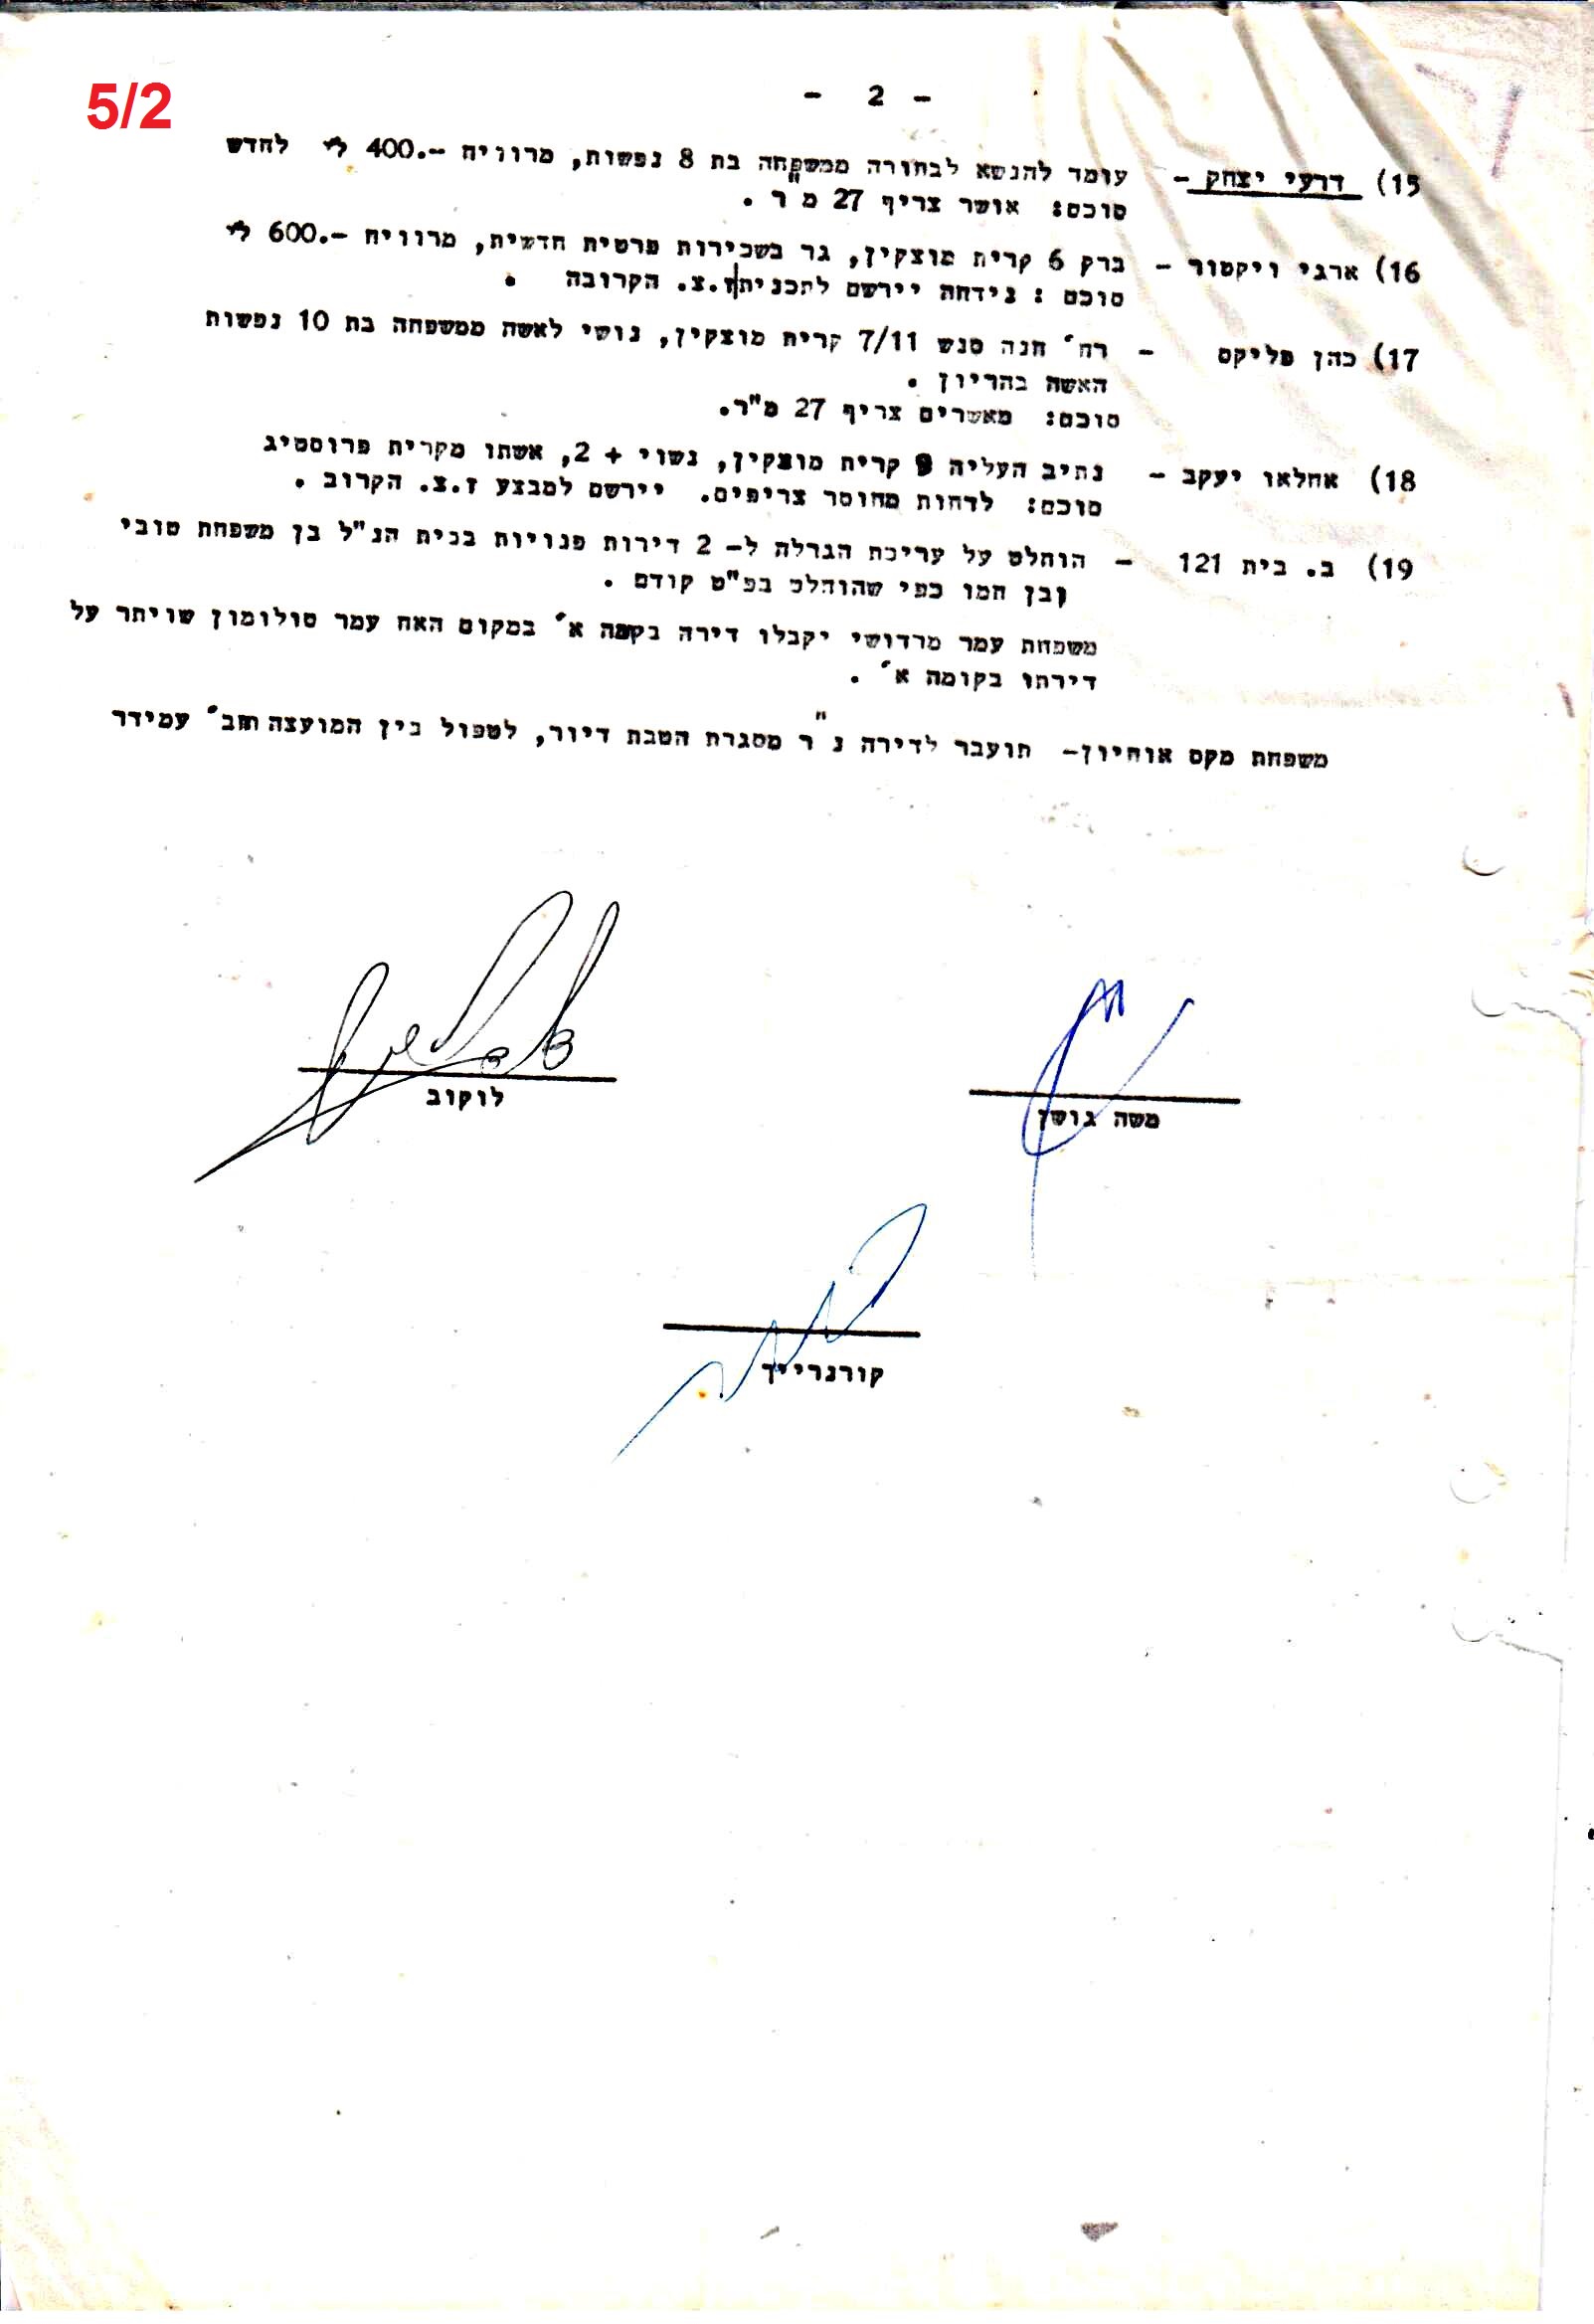 5/2
- 2 -
15) דרעי יצחק - עומד להנשא לבחורה ממשפחה בת 8 נפשות, מרוויח -.400 ל"י לחדש
סוכם: אושר צריף 27 מ"ר .
16) ארגי ויקטור - ברק 6 קרית מוצקין, גר בשכירות פרטית חדשית, מרוויח -.600 ל"י
סוכם : נידחה יירשם לתכנית ז.צ. הקרובה .
17) כהן פליקס - רח' חנה סנש 7/11 קרית מוצקין, נושי לאשה ממשפחה בת 10 נפשות
האשה בהריון .
סוכם: מאשרים צריף 27 מ"ר.
18) אחלאו יעקב - נתיב העליה 9 קרית מוצקין, נשוי + 2, אשתו מקרית פרוסטיג
סוכם: לדחות מחוסר צריפים. יירשם למבצע ז.צ. הקרוב .
19) ב. בית 121 - הוחלט על עריכת הגרלה ל- 2 דירות פנויות בבית הנ"ל בן משפחת טובי
ובן חמו כפי שהוחלט בפ"ט קודם .
משפחת עמר מרדושי יקבלו דירה בקומה א' במקום האח עמר סולומון שויתר על
דירתו בקומה א' .
משפחת מקס אוחיון- תועבר לדירה נ"ר מסגרת הטבת דיור, לטפול בין המועצה וחב' עמידר
לוקוב
משה גושן
קורנרייך